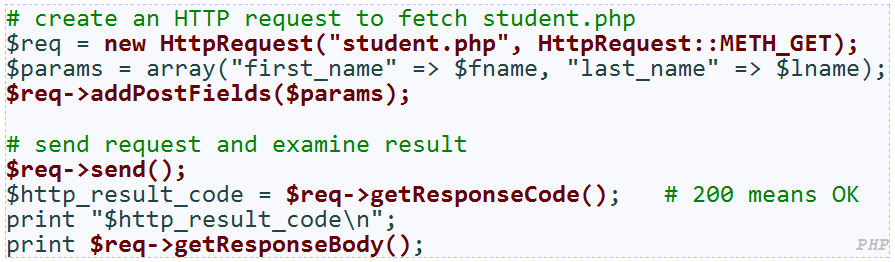 # create an HTTP request to fetch student.php
$req = new HttpRequest("student.php", HttpRequest::METH_GET);
$params = array("first_name" => $fname, "last_name" => $lname);
$req->addPostFields($params);
# send request and examine result
$req->send();
$http_result_code = $req->getResponseCode();   # 200 means OK
print "$http_result_code\n";
print $req->getResponseBody();
PHP